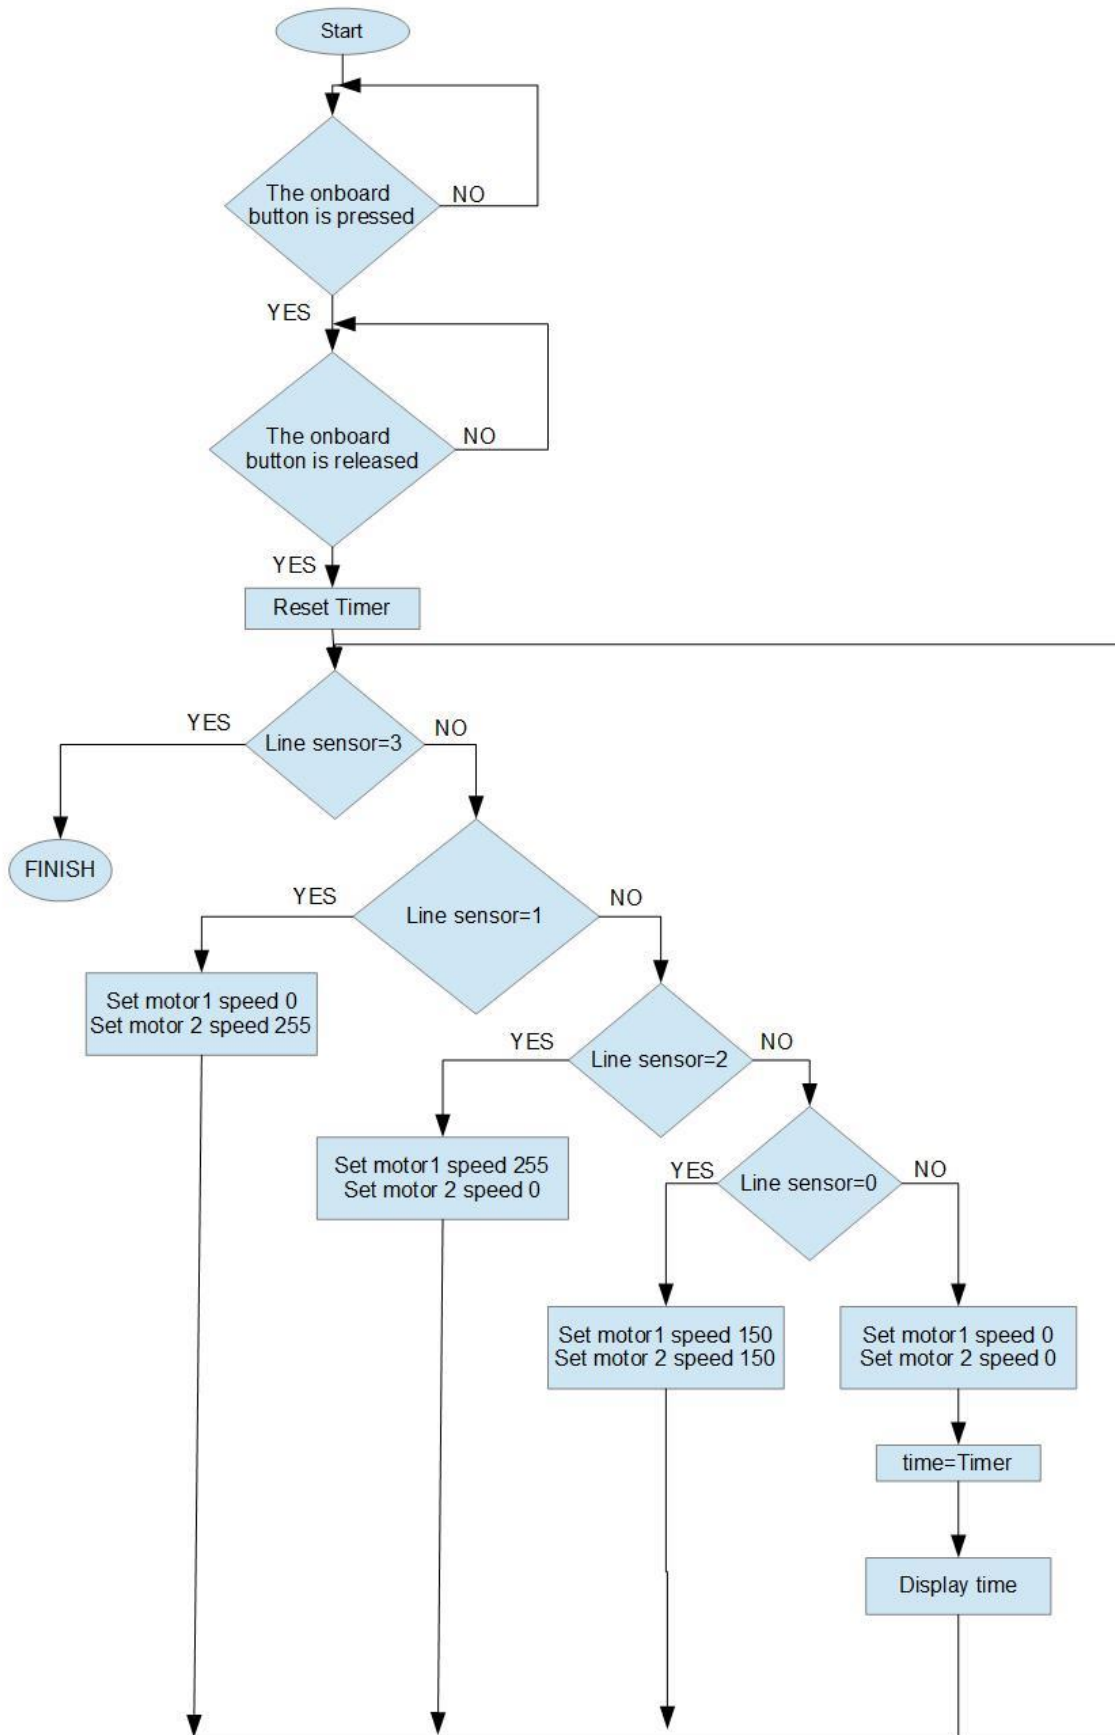 Start
The onboard
button is pressed
NO
YES
The onboard
button is released
NO
YES
Reset Timer
YES
Line sensor=3
NO
FINISH
YES
Line sensor=1
NO
Set motor1 speed 0
Set motor 2 speed 255
YES
Line sensor=2
NO
Set motor1 speed 255
Set motor 2 speed 0
YES
Line sensor=0
NO
Set motor1 speed 150
Set motor 2 speed 150
Set motor1 speed 0
Set motor 2 speed 0
time=Timer
Display time